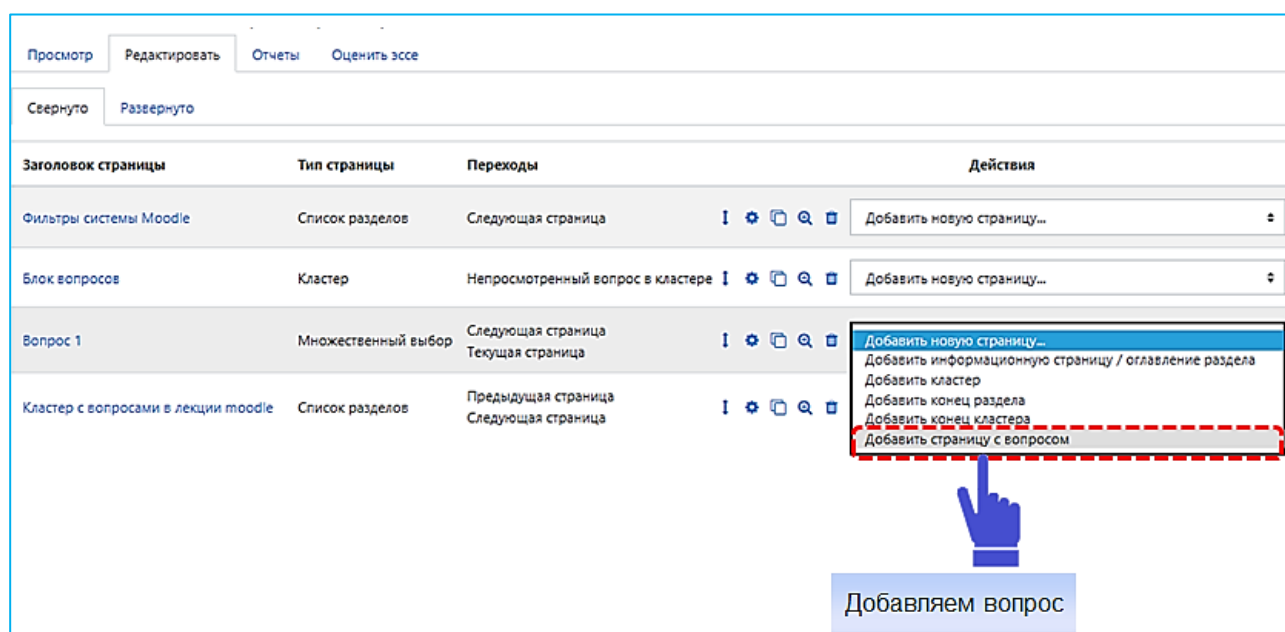 Просмотр Редактировать Отчеты Оценить эссе
Свернуто Развернуто
Заголовок страницы Тип страницы Переходы Действия
Фильтры системы Moodle Список разделов Следующая страница Добавить новую страницу...
Блок вопросов Кластер Непросмотренный вопрос в кластере Добавить новую страницу...
Вопрос 1 Множественный выбор Следующая страница
Текущая страница
Добавить новую страницу...
Добавить информационную страницу / оглавление раздела
Добавить кластер
Добавить конец раздела
Добавить конец кластера
Добавить страницу с вопросом
Кластер с вопросами в лекции moodle Список разделов Предыдущая страница
Следующая страница
Добавляем вопрос